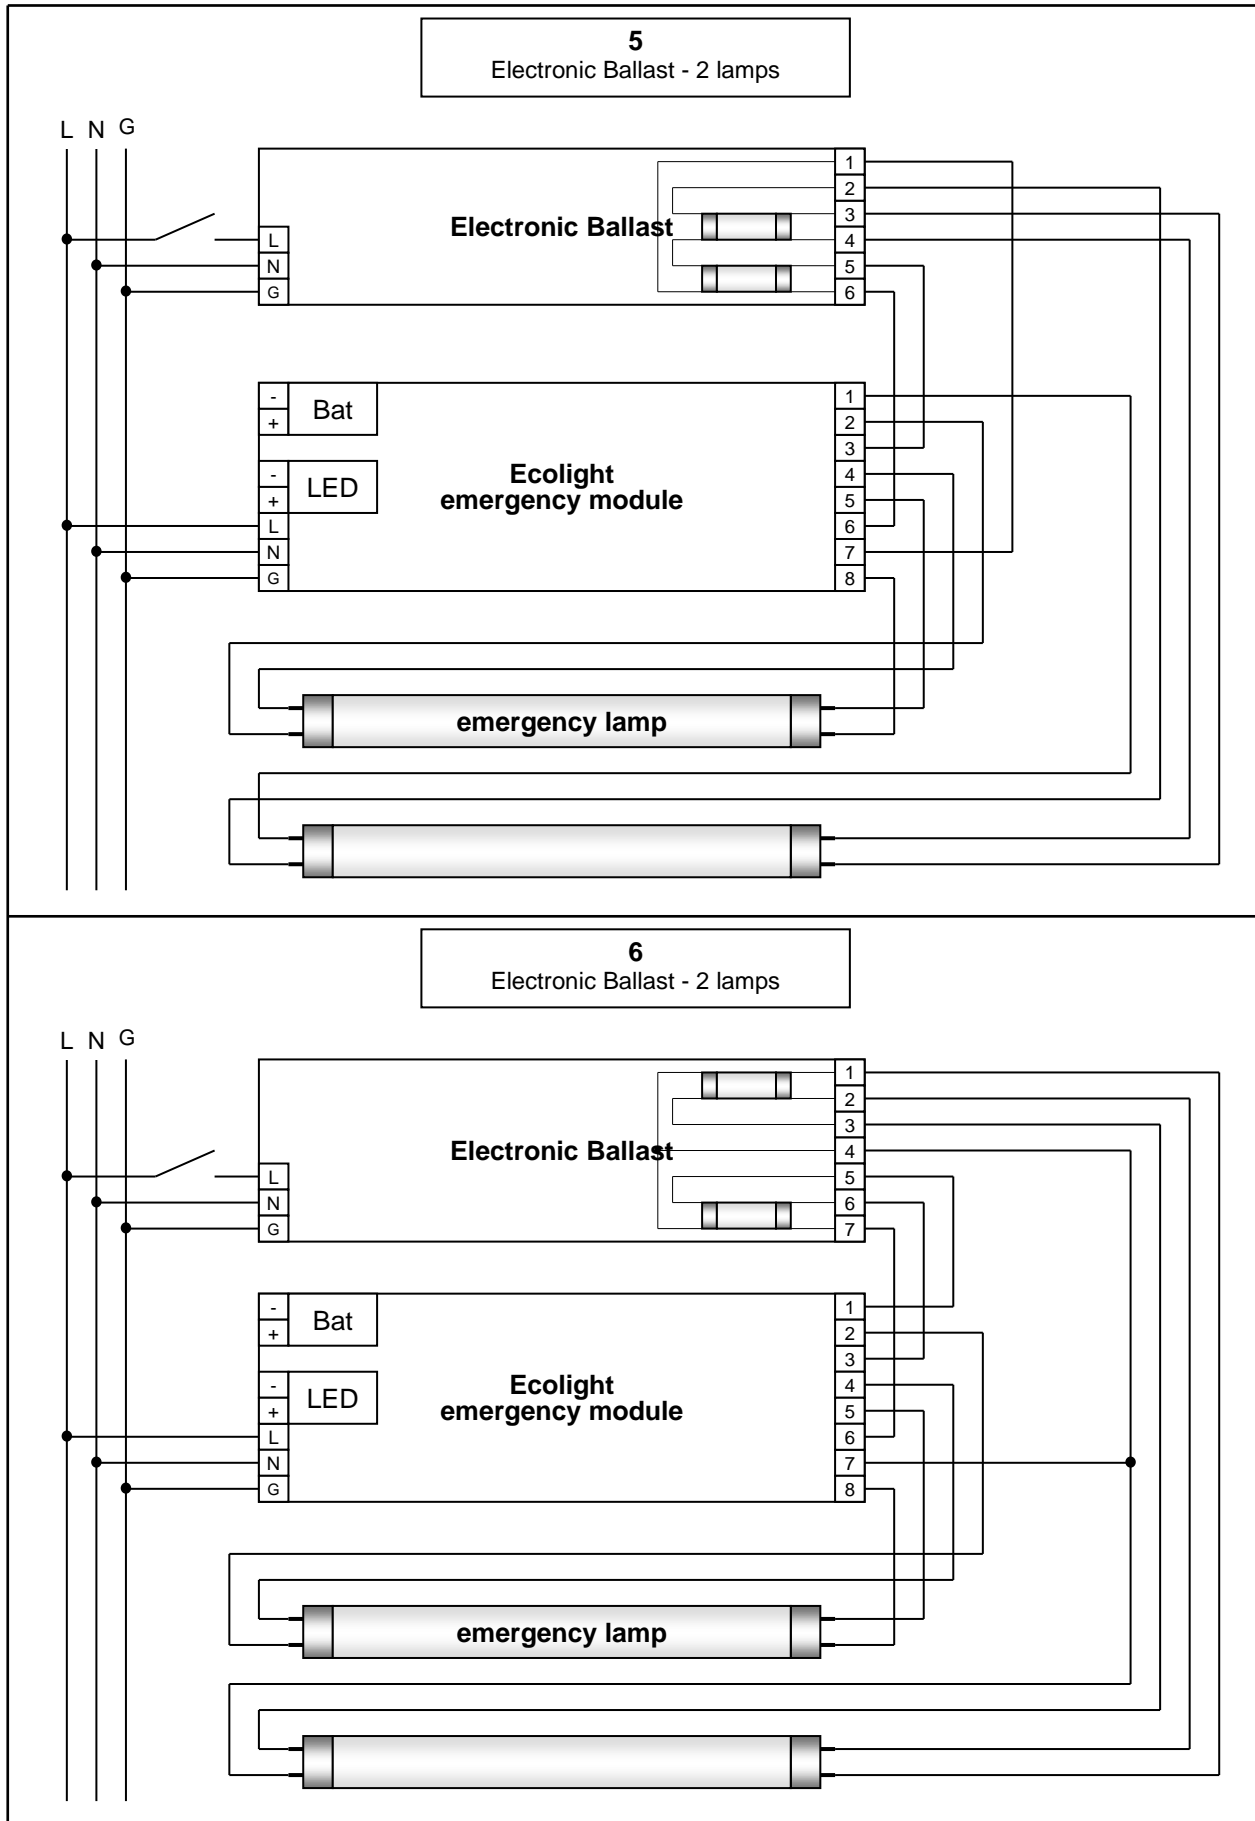 5
Electronic Ballast - 2 lamps
L N G
Electronic Ballast
L
N
G
1
2
3
4
5
6
-
+
Bat
-
+
LED
L
N
G
Ecolight
emergency module
1
2
3
4
5
6
7
8
emergency lamp
6
Electronic Ballast - 2 lamps
L N G
Electronic Ballast
L
N
G
1
2
3
4
5
6
7
-
+
Bat
-
+
LED
L
N
G
Ecolight
emergency module
1
2
3
4
5
6
7
8
emergency lamp